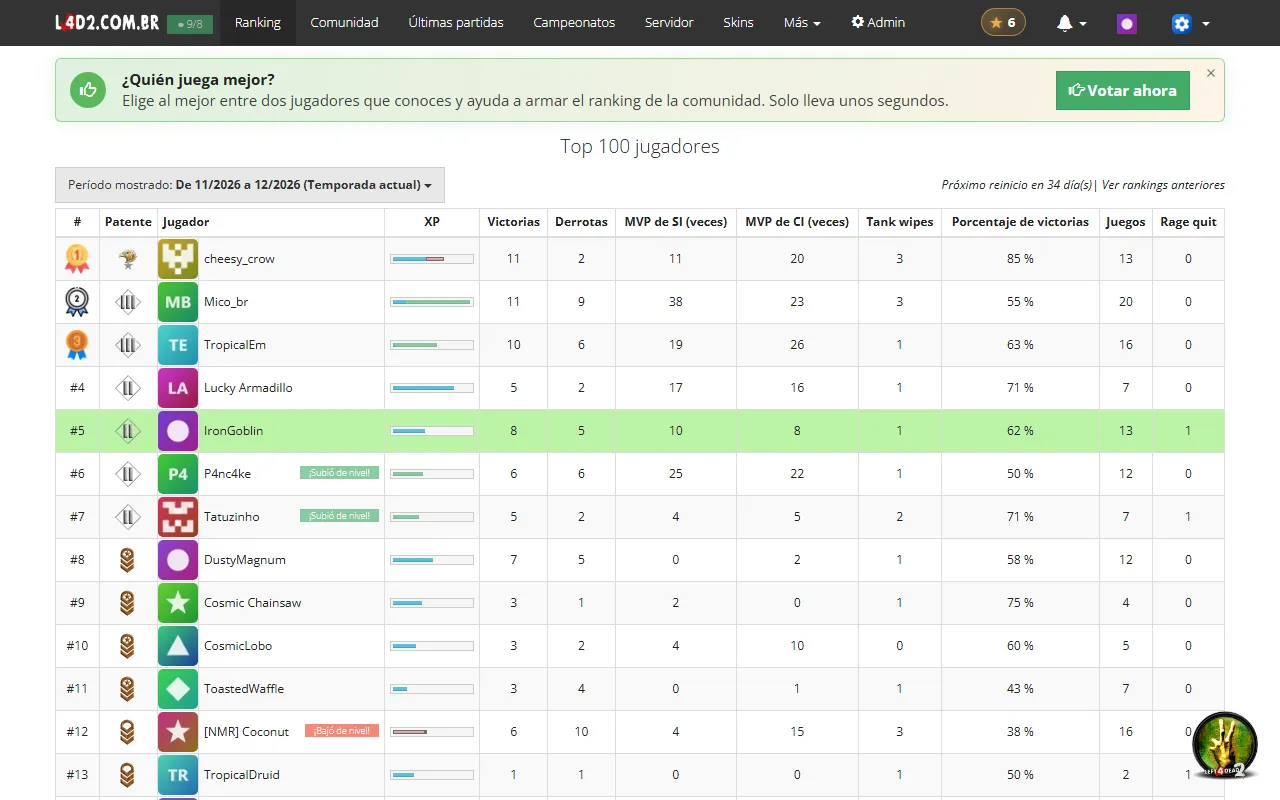 L4D2.COM.BR ● 9/8 Ranking Comunidad Últimas partidas Campeonatos Servidor Skins Más Admin 6
¿Quién juega mejor?
Elige al mejor entre dos jugadores que conoces y ayuda a armar el ranking de la comunidad. Solo lleva unos segundos.
Votar ahora
×
Top 100 jugadores
Período mostrado: De 11/2026 a 12/2026 (Temporada actual)
Próximo reinicio en 34 día(s)| Ver rankings anteriores
# Patente Jugador XP Victorias Derrotas MVP de SI (veces) MVP de CI (veces) Tank wipes Porcentaje de victorias Juegos Rage quit
1 cheesy_crow 11 2 11 20 3 85 % 13 0
2 MB Mico_br 11 9 38 23 3 55 % 20 0
3 TE TropicalEm 10 6 19 26 1 63 % 16 0
#4 LA Lucky Armadillo 5 2 17 16 1 71 % 7 0
#5 IronGoblin 8 5 10 8 1 62 % 13 1
#6 P4 P4nc4ke ¡Subió de nivel! 6 6 25 22 1 50 % 12 0
#7 Tatuzinho ¡Subió de nivel! 5 2 4 5 2 71 % 7 1
#8 DustyMagnum 7 5 0 2 1 58 % 12 0
#9 Cosmic Chainsaw 3 1 2 0 1 75 % 4 0
#10 CosmicLobo 3 2 4 10 0 60 % 5 0
#11 ToastedWaffle 3 4 0 1 1 43 % 7 0
#12 [NMR] Coconut ¡Bajó de nivel! 6 10 4 15 3 38 % 16 0
#13 TR TropicalDruid 1 1 0 0 1 50 % 2 1
LEFT 4 DEAD 2